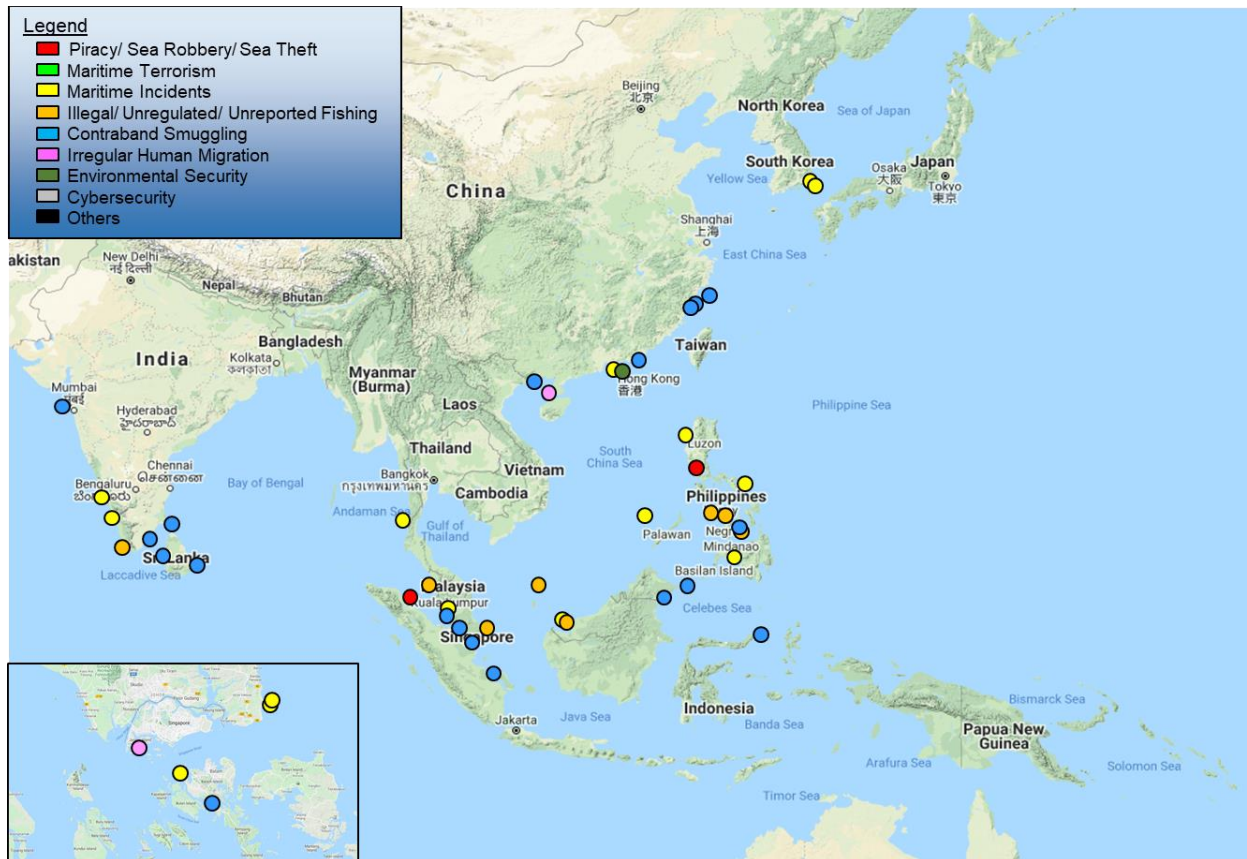 Legend
Piracy/ Sea Robbery/ Sea Theft
Maritime Terrorism
Maritime Incidents
Illegal/ Unregulated/ Unreported Fishing
Contraband Smuggling
Irregular Human Migration
Environmental Security
Cybersecurity
Others
Beijing
北京
North Korea
Sea of Japan
South Korea
Osaka
大阪
Japan
Tokyo
東京
Yellow Sea
China
Shanghai
上海
East China Sea
akistan
New Delhi
नई दिल्ली
Nepal
Bhutan
Bangladesh
India
Kolkata
Myanmar
(Burma)
Taiwan
Hong Kong
香港
Mumbai
Hyderabad
Laos
Philippine Sea
Thailand
Luzon
South
China Sea
Vietnam
Chennai
Bengaluru
Bay of Bengal
Bangkok
Cambodia
Philippines
Andaman Sea
Gulf of
Thailand
Palawan
Mindanao
Sri Lanka
Laccadive Sea
Basilan Island
Malaysia
Kuala Lumpur
Celebes Sea
Singapore
Indonesia
Jakarta
Java Sea
Banda Sea
Papua New
Guinea
Bismarck Sea
Solomon Sea
Arafura Sea
Timor Sea
Singapore